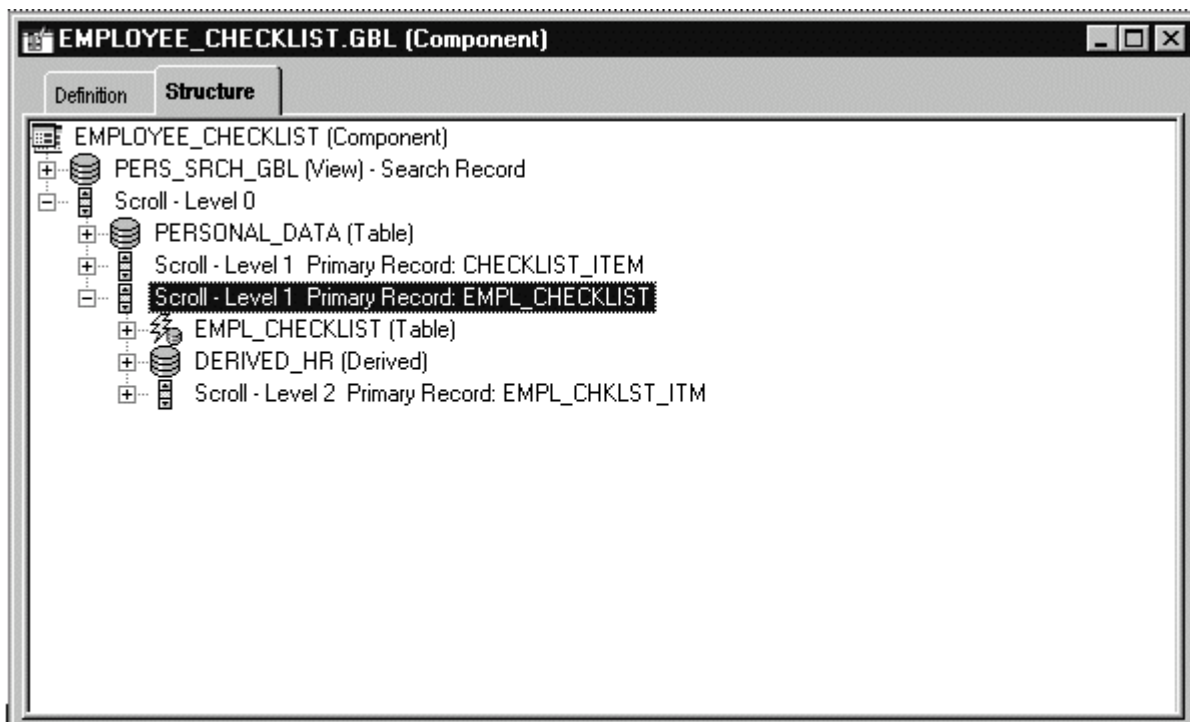 EMPLOYEE_CHECKLIST.GBL (Component)
Definition Structure
EMPLOYEE_CHECKLIST (Component)
PERS_SRCH_GBL (View) - Search Record
Scroll - Level 0
PERSONAL_DATA (Table)
Scroll - Level 1 Primary Record: CHECKLIST_ITEM
Scroll - Level 1 Primary Record: EMPL_CHECKLIST
EMPL_CHECKLIST (Table)
DERIVED_HR (Derived)
Scroll - Level 2 Primary Record: EMPL_CHKLST_ITM